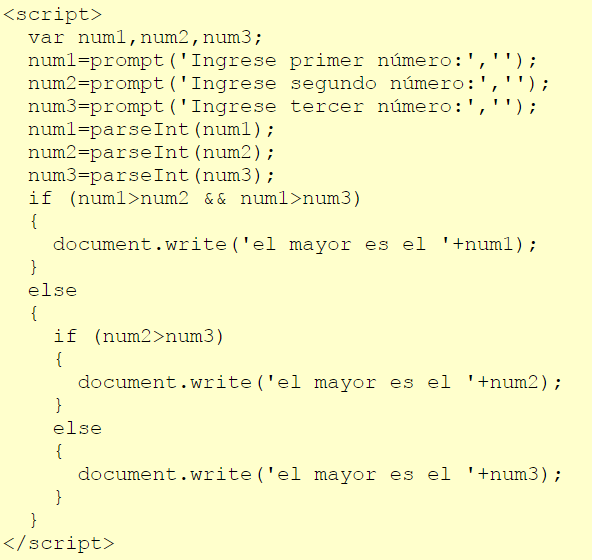 <script>
  var num1,num2,num3;
  num1=prompt('Ingrese primer número:','');
  num2=prompt('Ingrese segundo número:','');
  num3=prompt('Ingrese tercer número:','');
  num1=parseInt(num1);
  num2=parseInt(num2);
  num3=parseInt(num3);
  if (num1>num2 && num1>num3)
  {
    document.write('el mayor es el '+num1);
  }
  else
  {
    if (num2>num3)
    {
      document.write('el mayor es el '+num2);
    }
    else
    {
      document.write('el mayor es el '+num3);
    }
  }
</script>